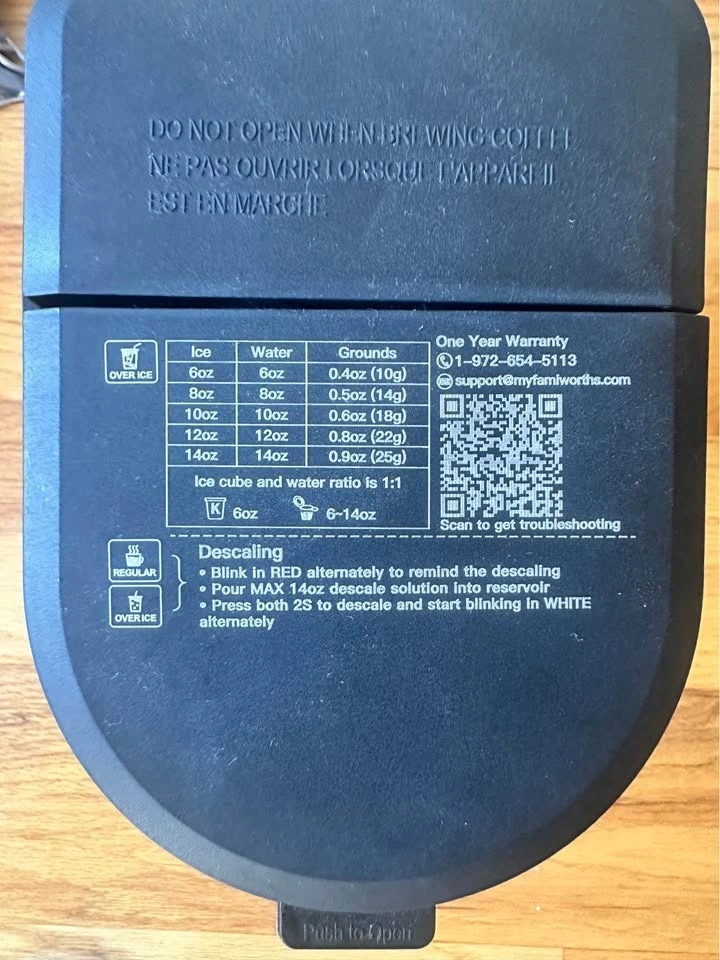 DO NOT OPEN WHEN BREWING COFFEE
NE PAS OUVRIR LORSQUE L'APPAREIL
EST EN MARCHE
OVER ICE
Ice Water Grounds
6oz 6oz 0.4oz (10g)
8oz 8oz 0.5oz (14g)
10oz 10oz 0.6oz (18g)
12oz 12oz 0.8oz (22g)
14oz 14oz 0.9oz (25g)
Ice cube and water ratio is 1:1
K 6oz 6~14oz
One Year Warranty
1-972-654-5113
support@myfamiworths.com
Scan to get troubleshooting
REGULAR
OVER ICE
Descaling
• Blink in RED alternately to remind the descaling
• Pour MAX 14oz descale solution into reservoir
• Press both 2S to descale and start blinking in WHITE
alternately
Push to Open